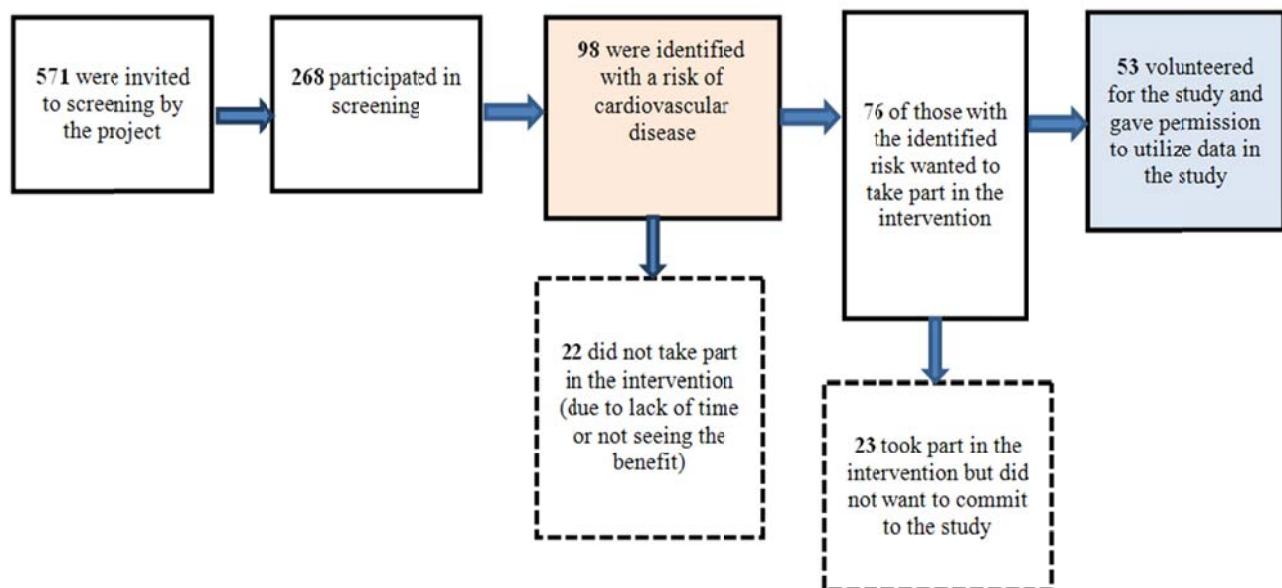 571 were invited
to screening by
the project
268 participated in
screening
98 were identified
with a risk of
cardiovascular
disease
76 of those with
the identified
risk wanted to
take part in the
intervention
53 volunteered
for the study and
gave permission
to utilize data in
the study
22 did not take part
in the intervention
(due to lack of time
or not seeing the
benefit)
23 took part in the
intervention but did
not want to commit
to the study